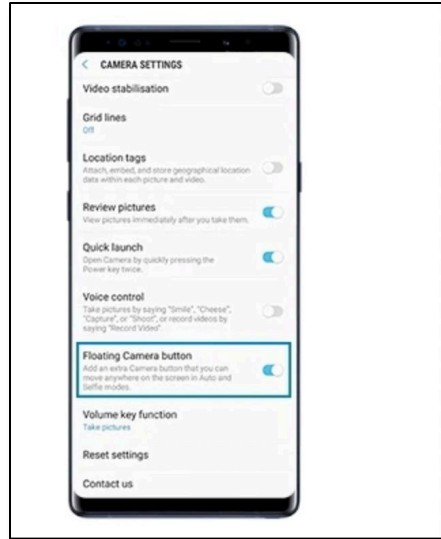 < CAMERA SETTINGS
Video stabilisation
Grid lines
Off
Location tags
Attach, embed, and store geographical location
data within each picture and video.
Review pictures
View pictures immediately after you take them.
Quick launch
Open Camera by quickly pressing the
Power key twice.
Voice control
Take pictures by saying "Smile", "Cheese",
"Capture", or "Shoot", or record videos by
saying "Record Video".
Floating Camera button
Add an extra Camera button that you can
move anywhere on the screen in Auto and
Selfie modes.
Volume key function
Take pictures
Reset settings
Contact us